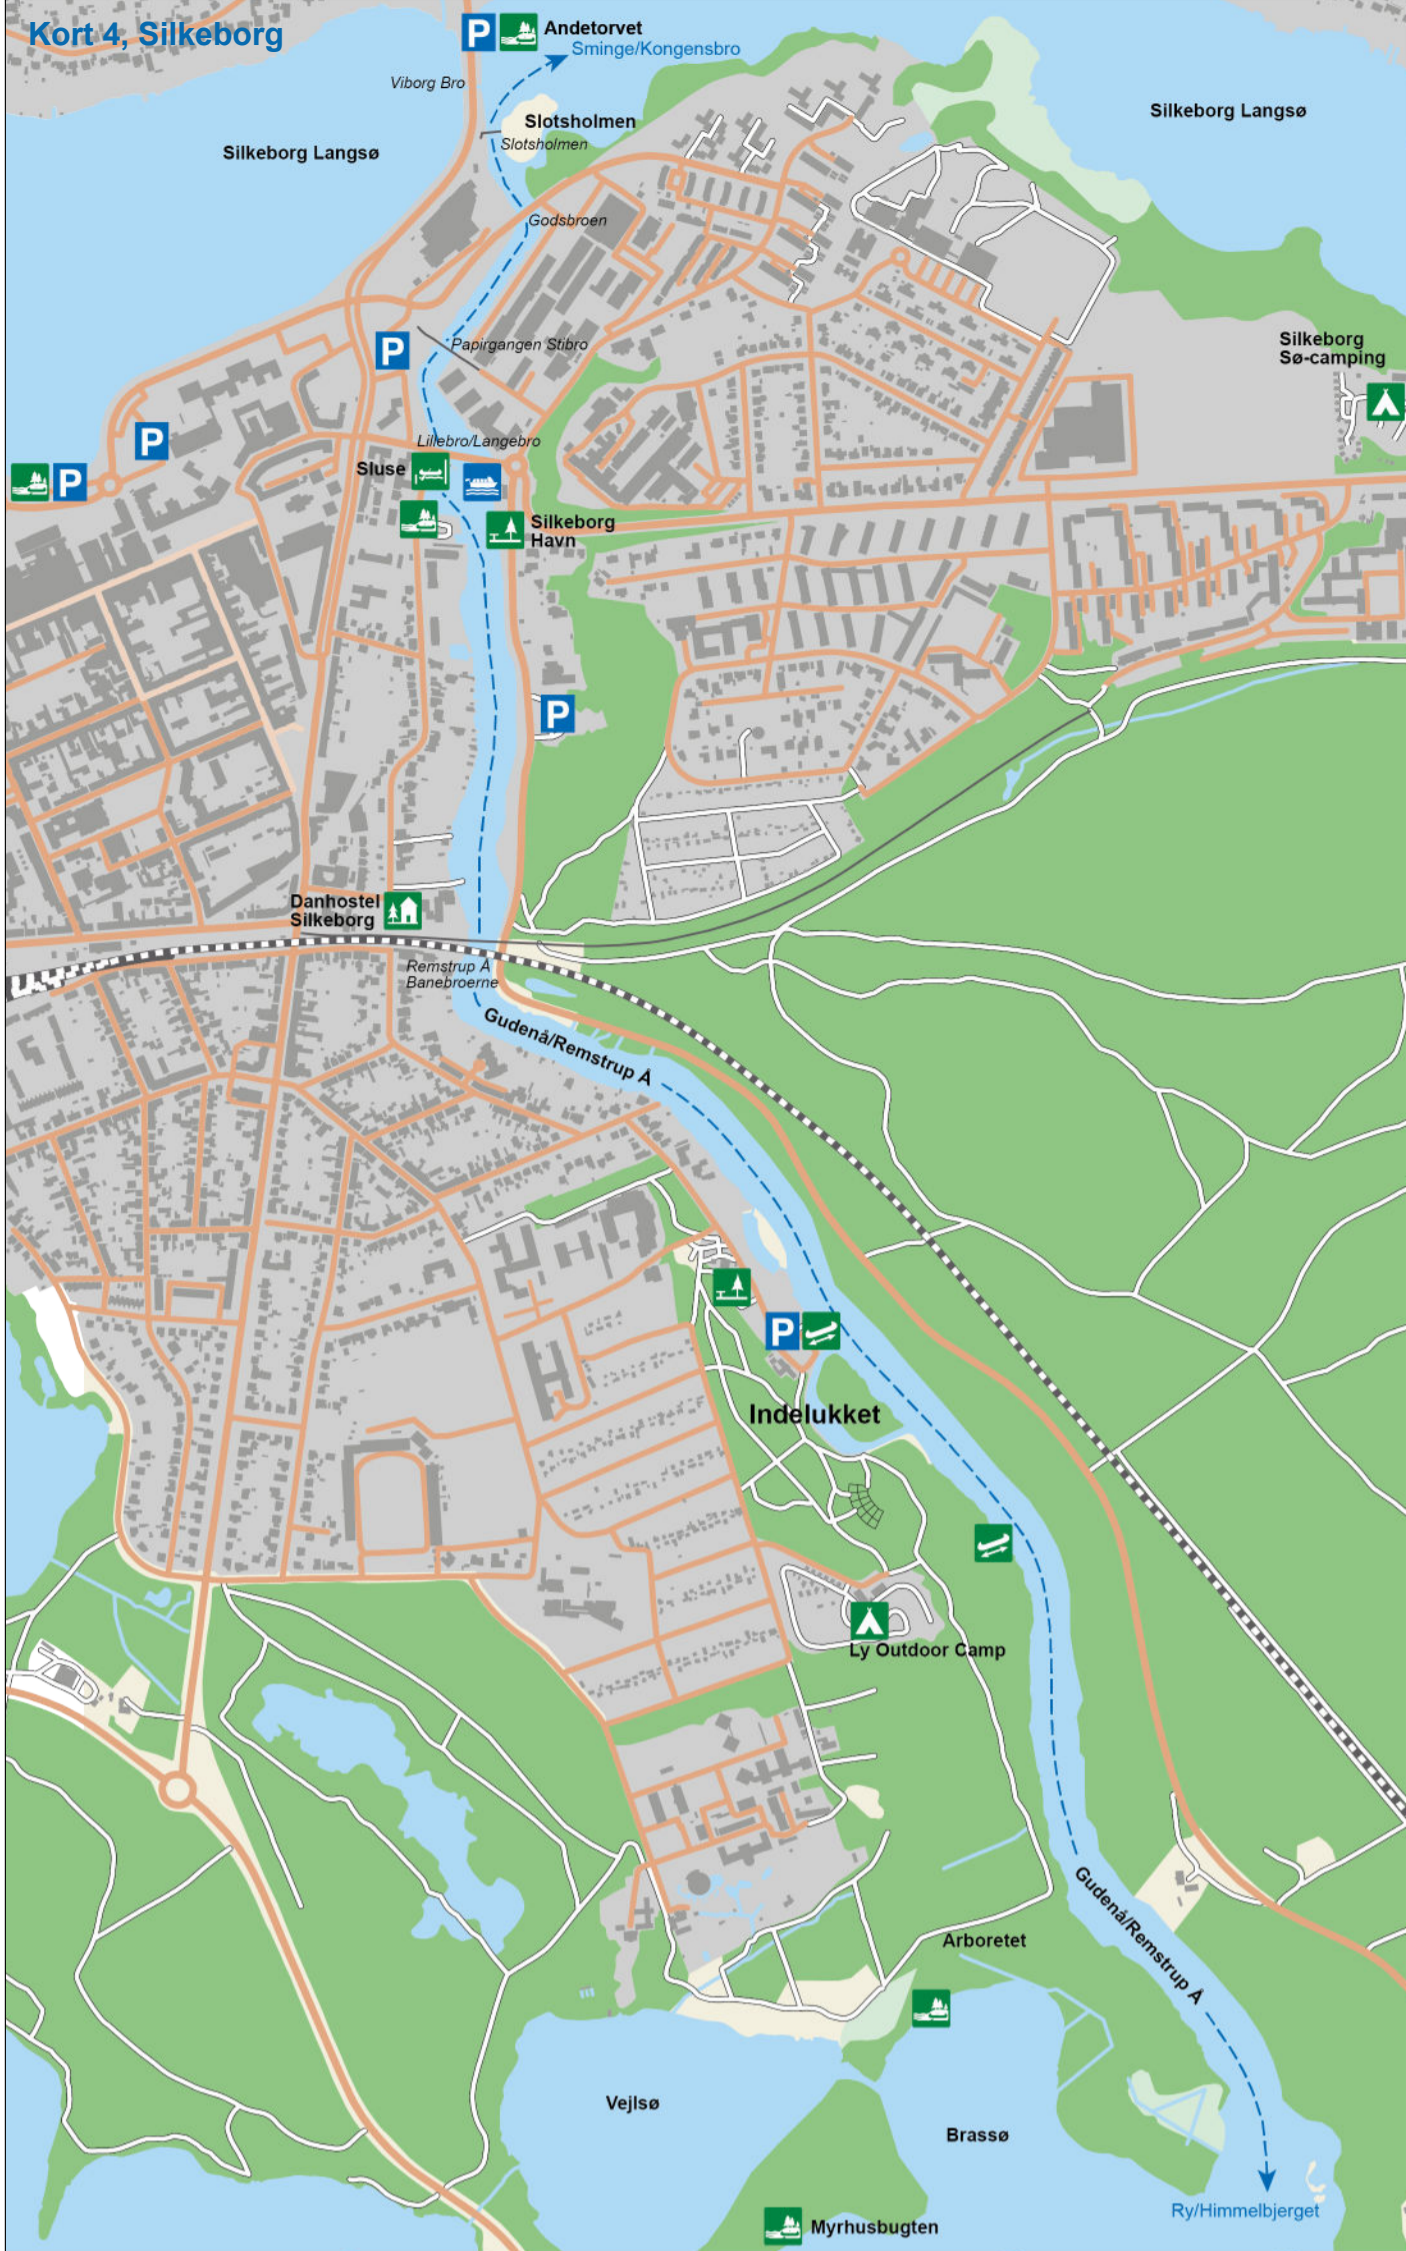 Kort 4, Silkeborg
P
Andetorvet
Sminge/Kongensbro
Viborg Bro
Slotsholmen
Slotsholmen
Silkeborg Langsø
Silkeborg Langsø
Godsbroen
Papirgangen Stibro
P
Silkeborg
Sø-camping
P
Lillebro/Langebro
Sluse
P
Silkeborg
Havn
P
Danhostel
Silkeborg
Remstrup Å
Banebroerne
Gudenå/Remstrup Å
P
Indelukket
Ly Outdoor Camp
Gudenå/Remstrup Å
Arboretet
Vejlsø
Brassø
Ry/Himmelbjerget
Myrhusbugten